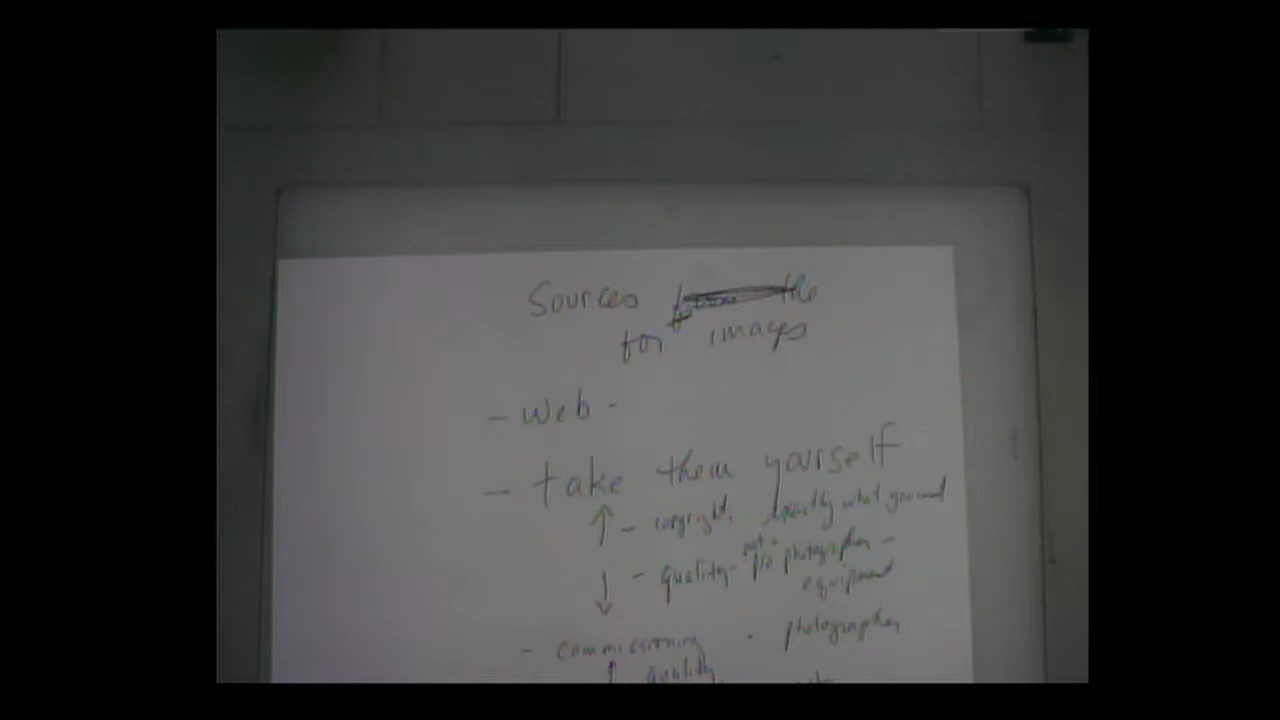 Sources the
for images
- Web -
- take them yourself
↑ - copyright, exactly what you need
↓ - quality - not a pro photographer -
equipment
- commissioning - photographer
↑ quality